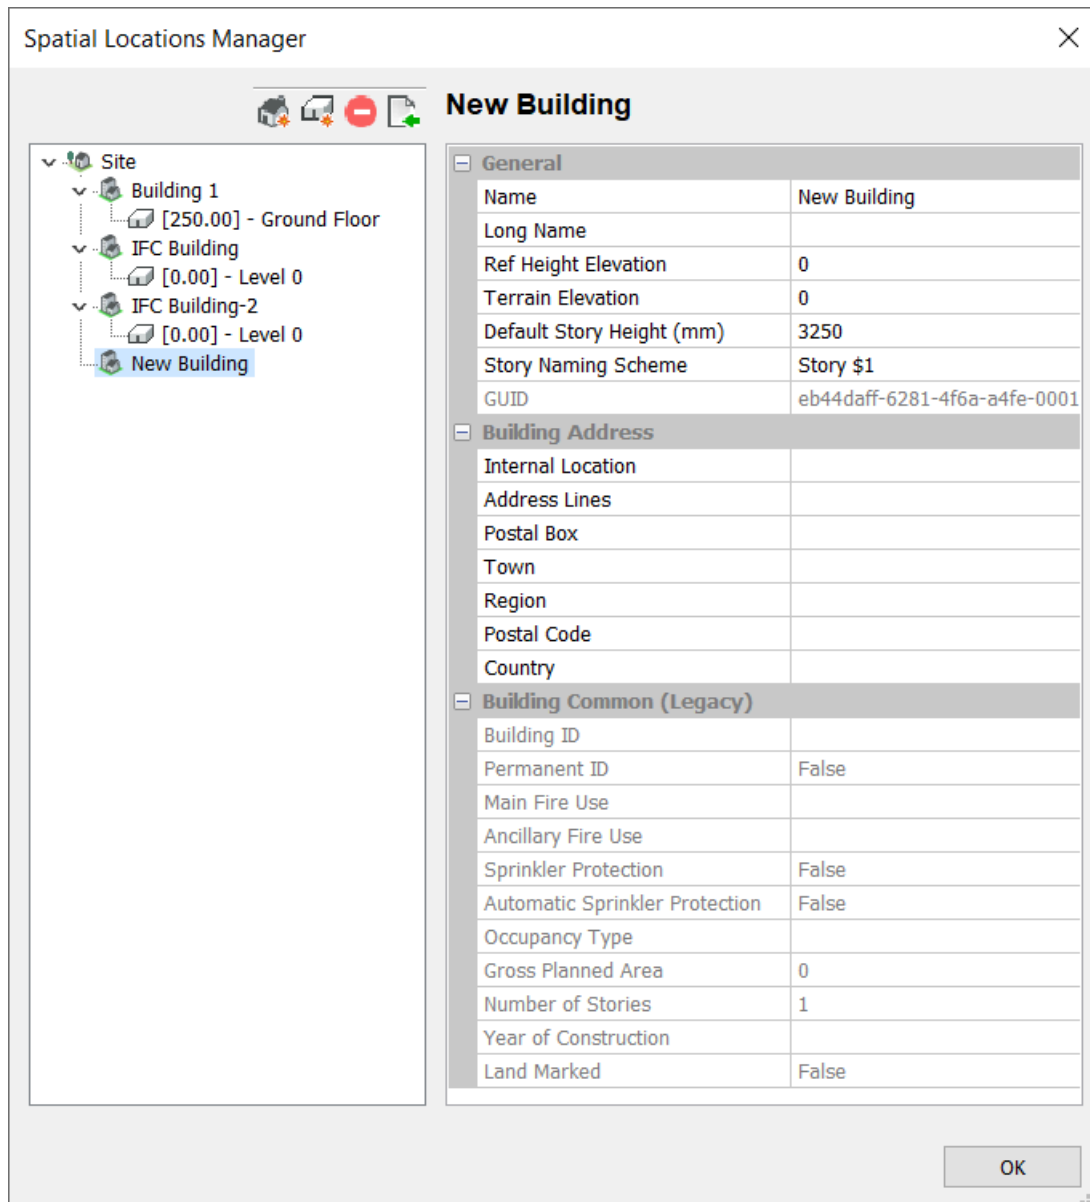 Spatial Locations Manager
New Building
Site
Building 1
[250.00] - Ground Floor
IFC Building
[0.00] - Level 0
IFC Building-2
[0.00] - Level 0
New Building
General
Name New Building
Long Name
Ref Height Elevation 0
Terrain Elevation 0
Default Story Height (mm) 3250
Story Naming Scheme Story $1
GUID eb44daff-6281-4f6a-a4fe-0001
Building Address
Internal Location
Address Lines
Postal Box
Town
Region
Postal Code
Country
Building Common (Legacy)
Building ID
Permanent ID False
Main Fire Use
Ancillary Fire Use
Sprinkler Protection False
Automatic Sprinkler Protection False
Occupancy Type
Gross Planned Area 0
Number of Stories 1
Year of Construction
Land Marked False
OK